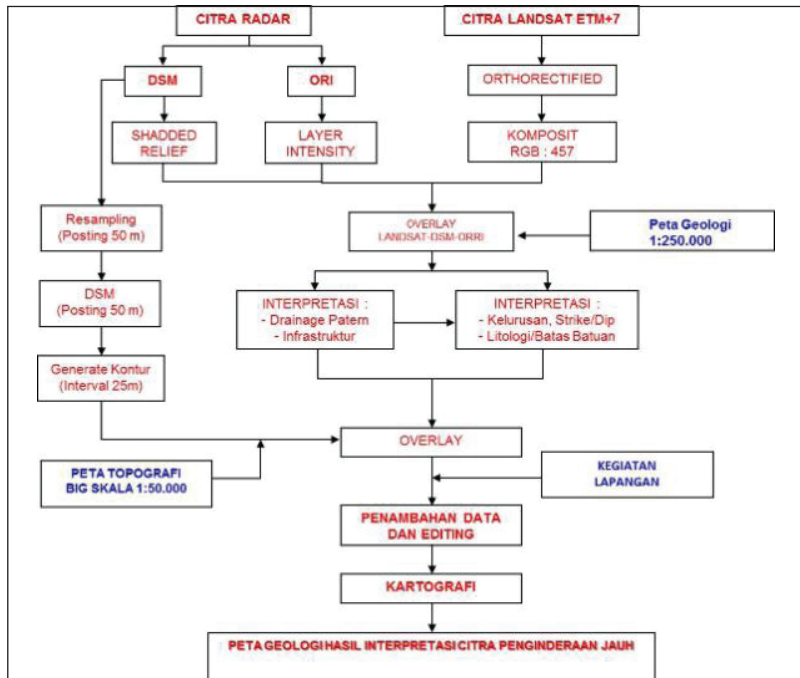 CITRA RADAR
CITRA LANDSAT ETM+7
DSM
ORI
ORTHORECTIFIED
SHADDED
RELIEF
LAYER
INTENSITY
KOMPOSIT
RGB : 457
Resampling
(Posting 50 m)
OVERLAY
LANDSAT-DSM-ORRI
Peta Geologi
1:250.000
DSM
(Posting 50 m)
INTERPRETASI :
- Drainage Patern
- Infrastruktur
INTERPRETASI :
- Kelurusan, Strike/Dip
- Litologi/Batas Batuan
Generate Kontur
(Interval 25m)
OVERLAY
PETA TOPOGRAFI
BIG SKALA 1:50.000
KEGIATAN
LAPANGAN
PENAMBAHAN DATA
DAN EDITING
KARTOGRAFI
PETA GEOLOGI HASIL INTERPRETASI CITRA PENGINDERAAN JAUH